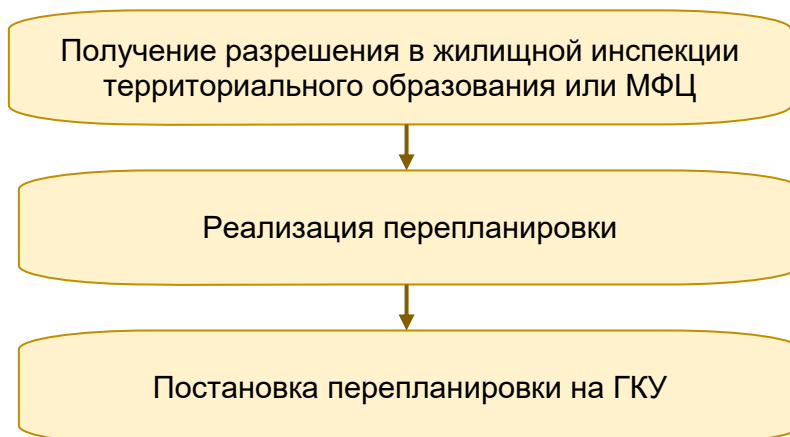 Получение разрешения в жилищной инспекции
территориального образования или МФЦ
Реализация перепланировки
Постановка перепланировки на ГКУ